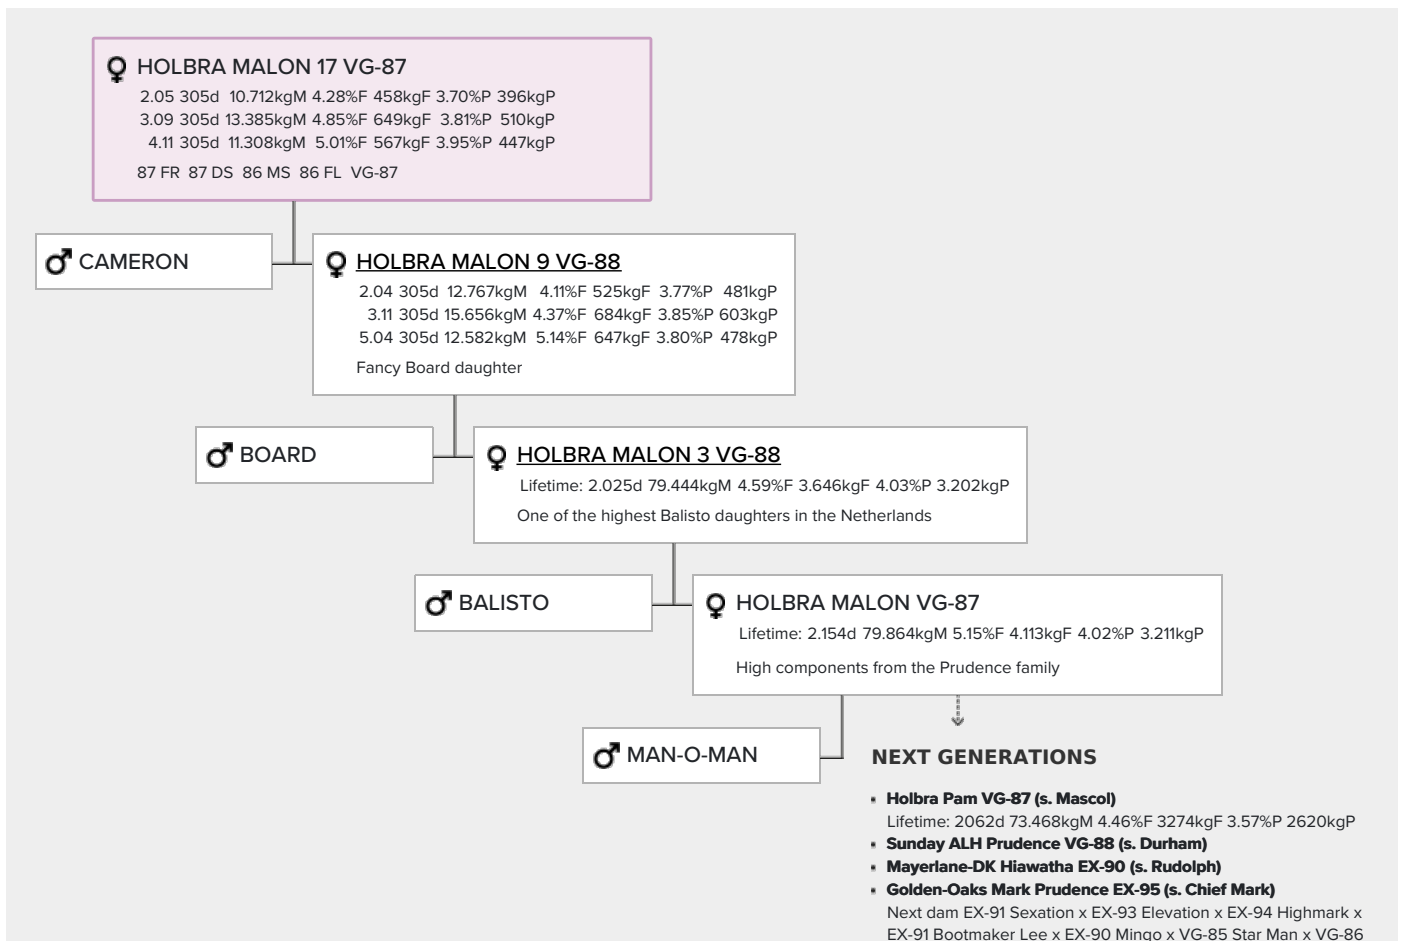 HOLBRA MALON 17 VG-87
2.05 305d 10.712kgM 4.28%F 458kgF 3.70%P 396kgP
3.09 305d 13.385kgM 4.85%F 649kgF 3.81%P 510kgP
4.11 305d 11.308kgM 5.01%F 567kgF 3.95%P 447kgP
87 FR 87 DS 86 MS 86 FL VG-87
CAMERON
HOLBRA MALON 9 VG-88
2.04 305d 12.767kgM 4.11%F 525kgF 3.77%P 481kgP
3.11 305d 15.656kgM 4.37%F 684kgF 3.85%P 603kgP
5.04 305d 12.582kgM 5.14%F 647kgF 3.80%P 478kgP
Fancy Board daughter
BOARD
HOLBRA MALON 3 VG-88
Lifetime: 2.025d 79.444kgM 4.59%F 3.646kgF 4.03%P 3.202kgP
One of the highest Balisto daughters in the Netherlands
BALISTO
HOLBRA MALON VG-87
Lifetime: 2.154d 79.864kgM 5.15%F 4.113kgF 4.02%P 3.211kgP
High components from the Prudence family
MAN-O-MAN
NEXT GENERATIONS
▪ Holbra Pam VG-87 (s. Mascol)
Lifetime: 2062d 73.468kgM 4.46%F 3274kgF 3.57%P 2620kgP
▪ Sunday ALH Prudence VG-88 (s. Durham)
▪ Mayerlane-DK Hiawatha EX-90 (s. Rudolph)
▪ Golden-Oaks Mark Prudence EX-95 (s. Chief Mark)
Next dam EX-91 Sexation x EX-93 Elevation x EX-94 Highmark x
EX-91 Bootmaker Lee x EX-90 Mingo x VG-85 Star Man x VG-86